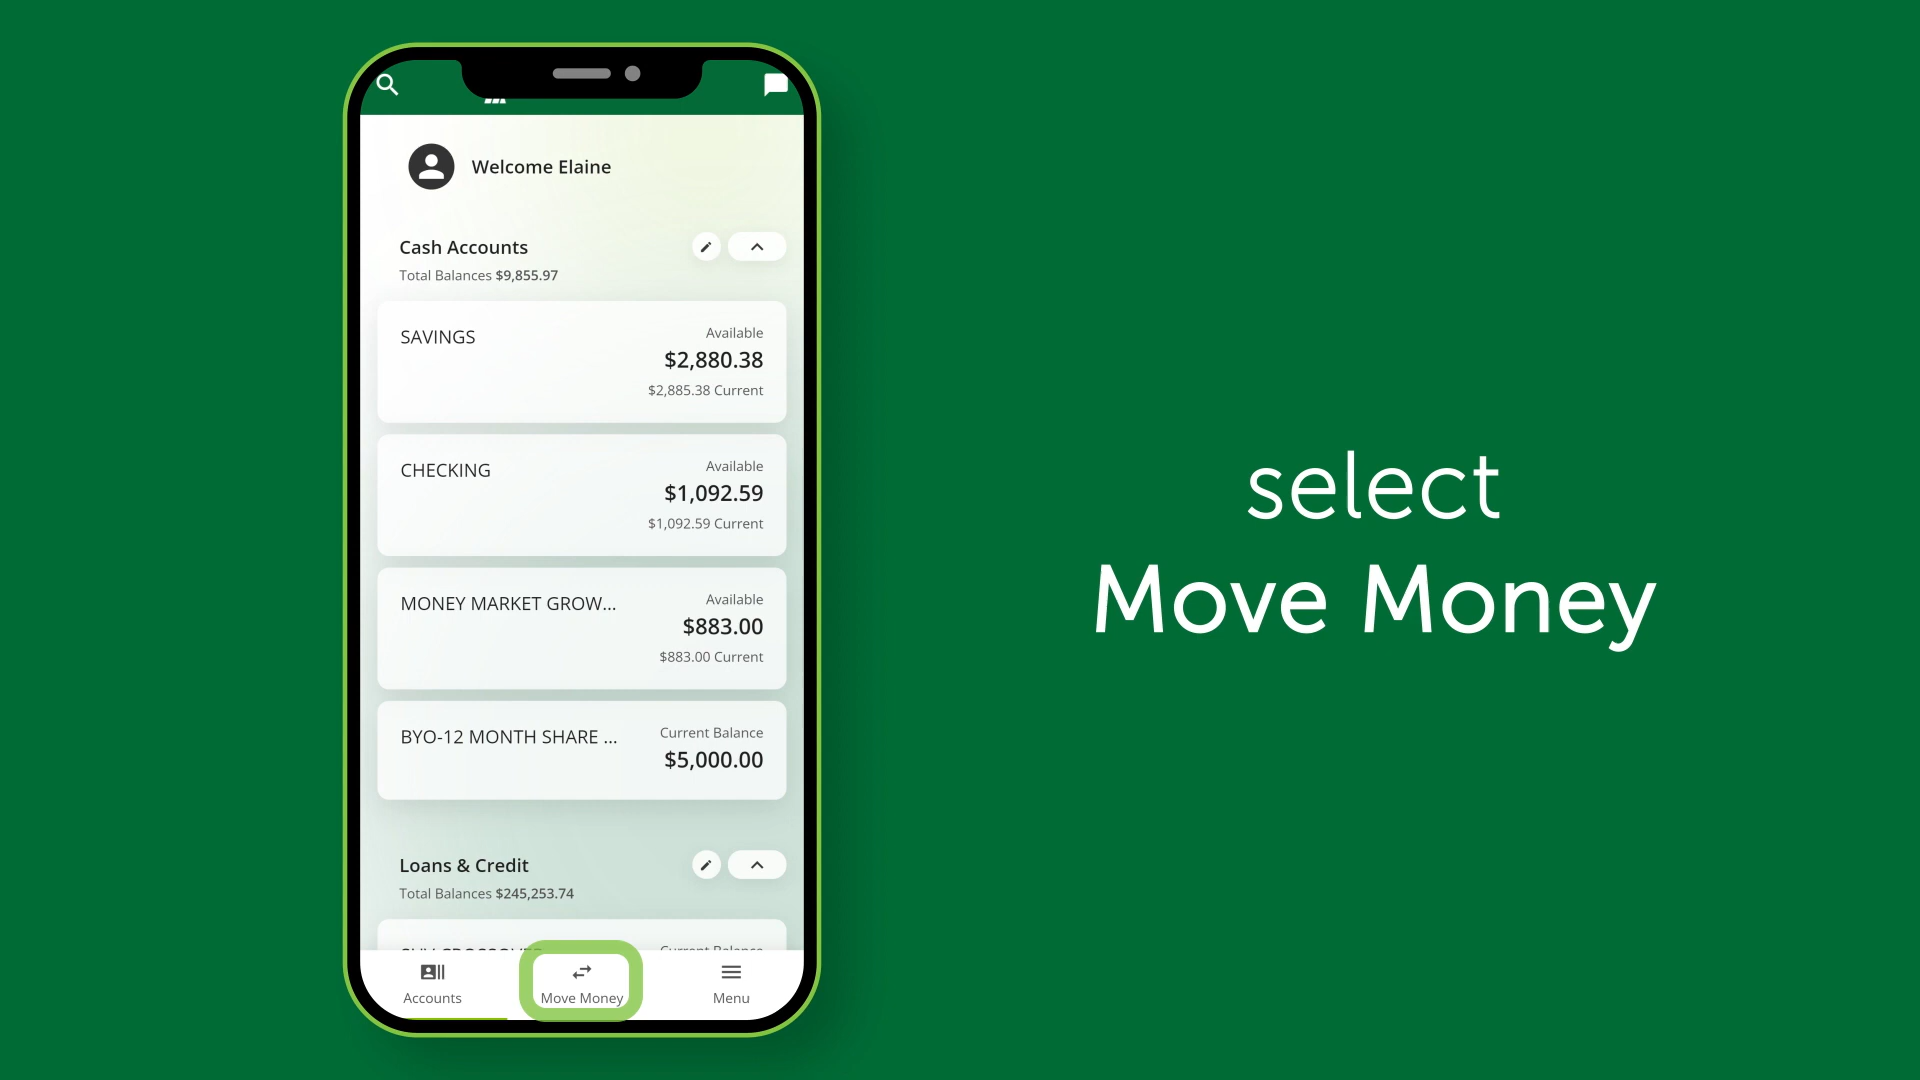 Welcome Elaine
Cash Accounts
Total Balances $9,855.97
SAVINGS
Available
$2,880.38
$2,885.38 Current
CHECKING
Available
$1,092.59
$1,092.59 Current
MONEY MARKET GROW...
Available
$883.00
$883.00 Current
BYO-12 MONTH SHARE ...
Current Balance
$5,000.00
Loans & Credit
Total Balances $245,253.74
Current Balance
Accounts
Move Money
Menu
select
Move Money